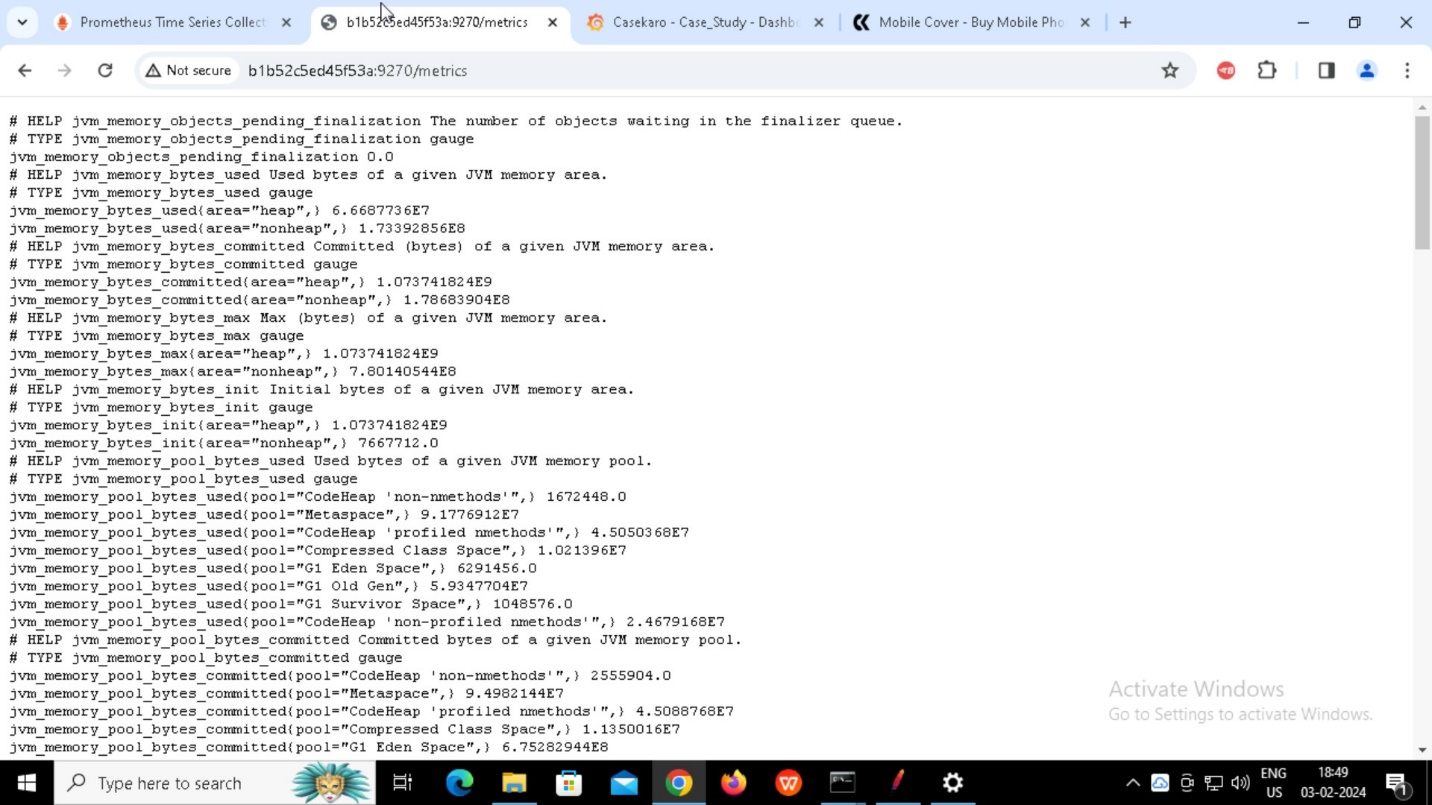 Prometheus Time Series Collect
b1b52c5ed45f53a:9270/metrics
Casekaro - Case_Study - Dashbo
Mobile Cover - Buy Mobile Pho
Not secure
b1b52c5ed45f53a:9270/metrics
# HELP jvm_memory_objects_pending_finalization The number of objects waiting in the finalizer queue.
# TYPE jvm_memory_objects_pending_finalization gauge
jvm_memory_objects_pending_finalization 0.0
# HELP jvm_memory_bytes_used Used bytes of a given JVM memory area.
# TYPE jvm_memory_bytes_used gauge
jvm_memory_bytes_used{area="heap",} 6.6687736E7
jvm_memory_bytes_used{area="nonheap",} 1.73392856E8
# HELP jvm_memory_bytes_committed Committed (bytes) of a given JVM memory area.
# TYPE jvm_memory_bytes_committed gauge
jvm_memory_bytes_committed{area="heap",} 1.073741824E9
jvm_memory_bytes_committed{area="nonheap",} 1.78683904E8
# HELP jvm_memory_bytes_max Max (bytes) of a given JVM memory area.
# TYPE jvm_memory_bytes_max gauge
jvm_memory_bytes_max{area="heap",} 1.073741824E9
jvm_memory_bytes_max{area="nonheap",} 7.80140544E8
# HELP jvm_memory_bytes_init Initial bytes of a given JVM memory area.
# TYPE jvm_memory_bytes_init gauge
jvm_memory_bytes_init{area="heap",} 1.073741824E9
jvm_memory_bytes_init{area="nonheap",} 7667712.0
# HELP jvm_memory_pool_bytes_used Used bytes of a given JVM memory pool.
# TYPE jvm_memory_pool_bytes_used gauge
jvm_memory_pool_bytes_used{pool="CodeHeap 'non-nmethods'",} 1672448.0
jvm_memory_pool_bytes_used{pool="Metaspace",} 9.1776912E7
jvm_memory_pool_bytes_used{pool="CodeHeap 'profiled nmethods'",} 4.5050368E7
jvm_memory_pool_bytes_used{pool="Compressed Class Space",} 1.021396E7
jvm_memory_pool_bytes_used{pool="G1 Eden Space",} 6291456.0
jvm_memory_pool_bytes_used{pool="G1 Old Gen",} 5.9347704E7
jvm_memory_pool_bytes_used{pool="G1 Survivor Space",} 1048576.0
jvm_memory_pool_bytes_used{pool="CodeHeap 'non-profiled nmethods'",} 2.4679168E7
# HELP jvm_memory_pool_bytes_committed Committed bytes of a given JVM memory pool.
# TYPE jvm_memory_pool_bytes_committed gauge
jvm_memory_pool_bytes_committed{pool="CodeHeap 'non-nmethods'",} 2555904.0
jvm_memory_pool_bytes_committed{pool="Metaspace",} 9.4982144E7
jvm_memory_pool_bytes_committed{pool="CodeHeap 'profiled nmethods'",} 4.5088768E7
jvm_memory_pool_bytes_committed{pool="Compressed Class Space",} 1.1350016E7
jvm_memory_pool_bytes_committed{pool="G1 Eden Space",} 6.75282944E8
Activate Windows
Go to Settings to activate Windows.
Type here to search
ENG
US
18:49
03-02-2024
1